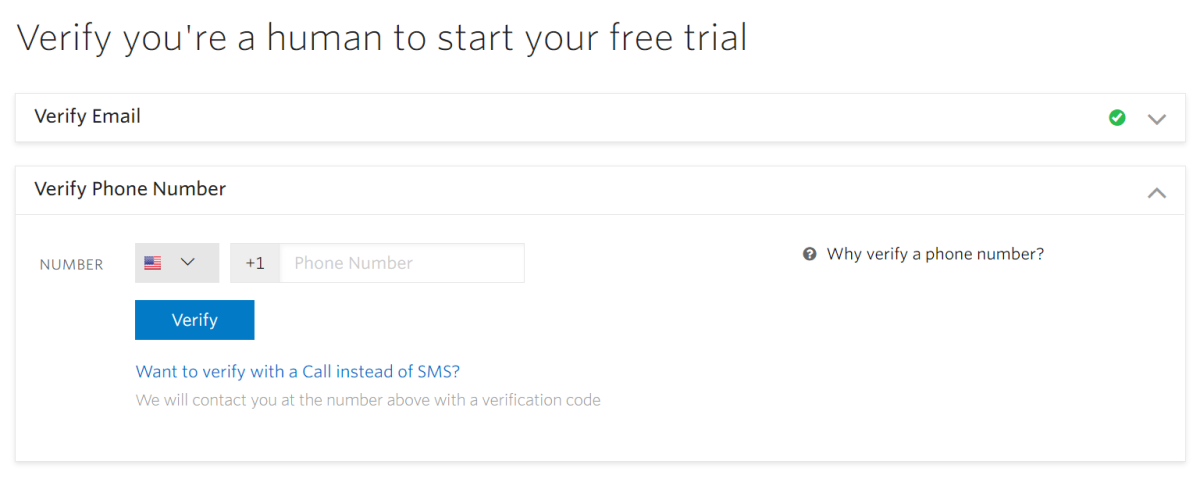 Verify you're a human to start your free trial
Verify Email
Verify Phone Number
NUMBER +1 Phone Number
Why verify a phone number?
Verify
Want to verify with a Call instead of SMS?
We will contact you at the number above with a verification code